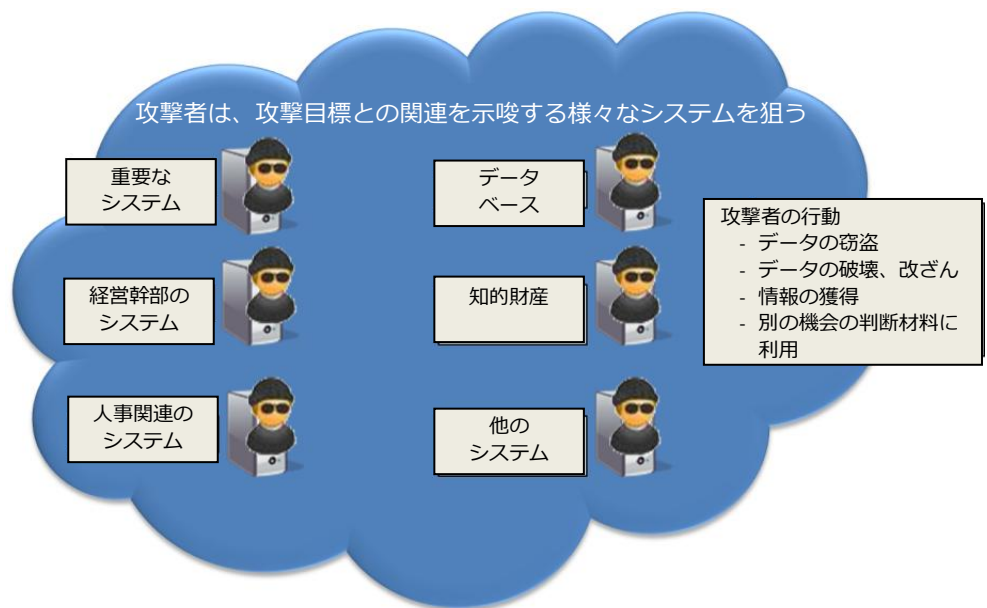 攻撃者は、攻撃目標との関連を示唆する様々なシステムを狙う
重要な
システム
データ
ベース
経営幹部の
システム
知的財産
人事関連の
システム
他の
システム
攻撃者の行動
- データの窃盗
- データの破壊、改ざん
- 情報の獲得
- 別の機会の判断材料に
利用